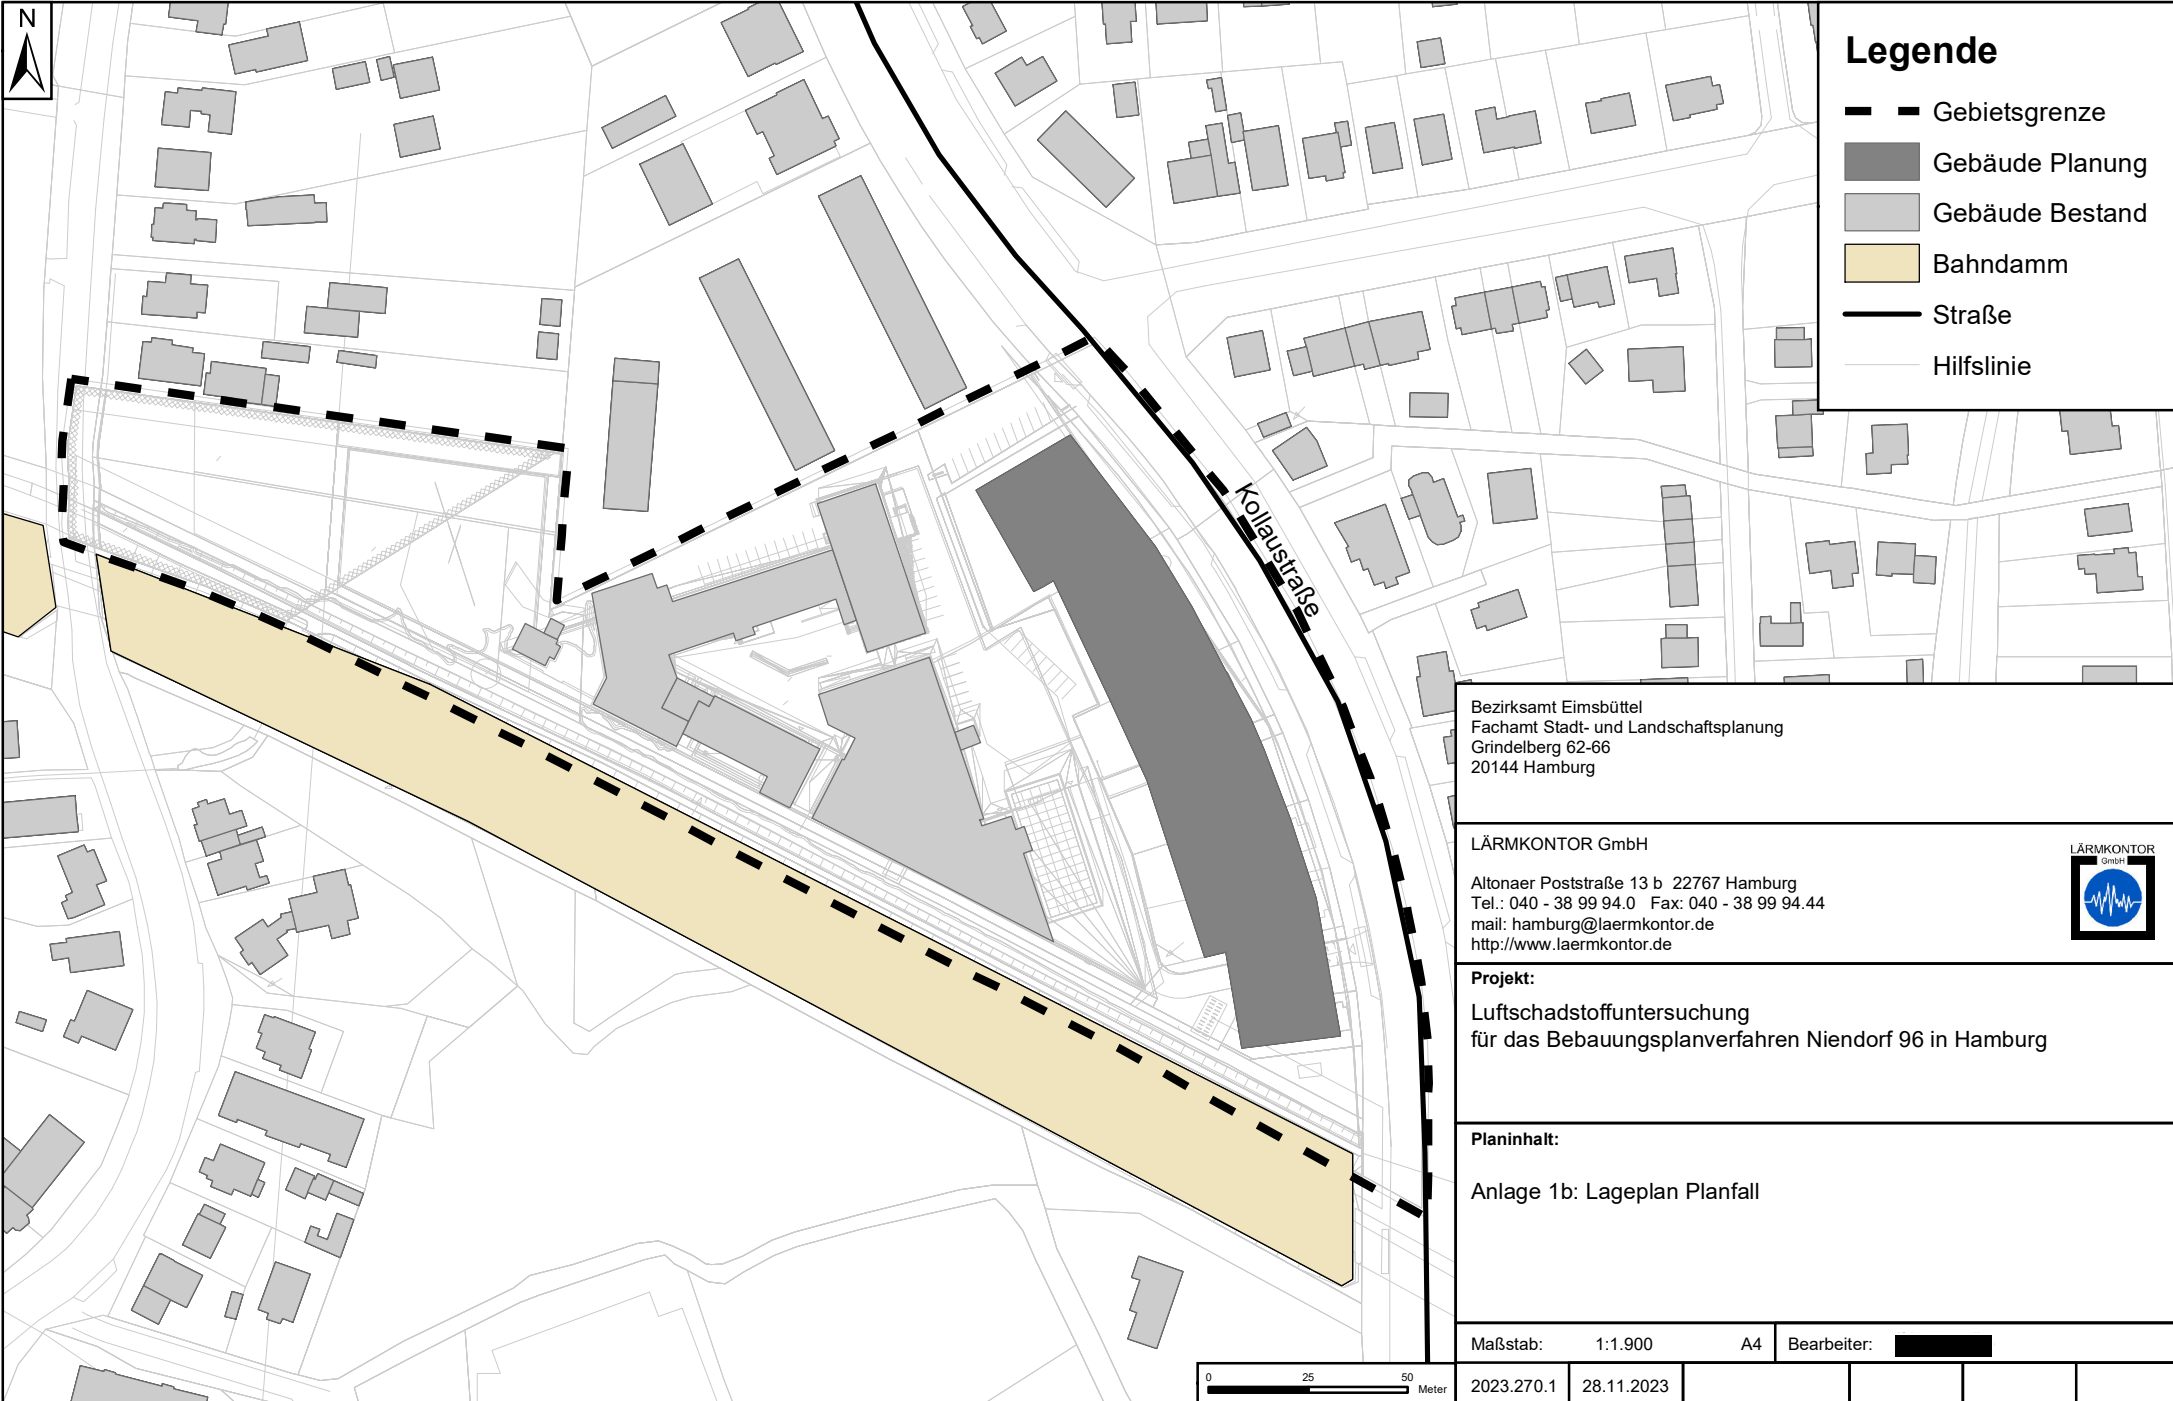 N
Legende
Gebietsgrenze
Gebäude Planung
Gebäude Bestand
Bahndamm
Straße
Hilfslinie
Kollaustraße
Bezirksamt Eimsbüttel
Fachamt Stadt- und Landschaftsplanung
Grindelberg 62-66
20144 Hamburg
LÄRMKONTOR GmbH
Altonaer Poststraße 13 b 22767 Hamburg
Tel.: 040 - 38 99 94.0 Fax: 040 - 38 99 94.44
mail: hamburg@laermkontor.de
http://www.laermkontor.de
LÄRMKONTOR
GmbH
Projekt:
Luftschadstoffuntersuchung
für das Bebauungsplanverfahren Niendorf 96 in Hamburg
Planinhalt:
Anlage 1b: Lageplan Planfall
Maßstab: 1:1.900 A4 Bearbeiter:
0 25 50
Meter
2023.270.1 28.11.2023